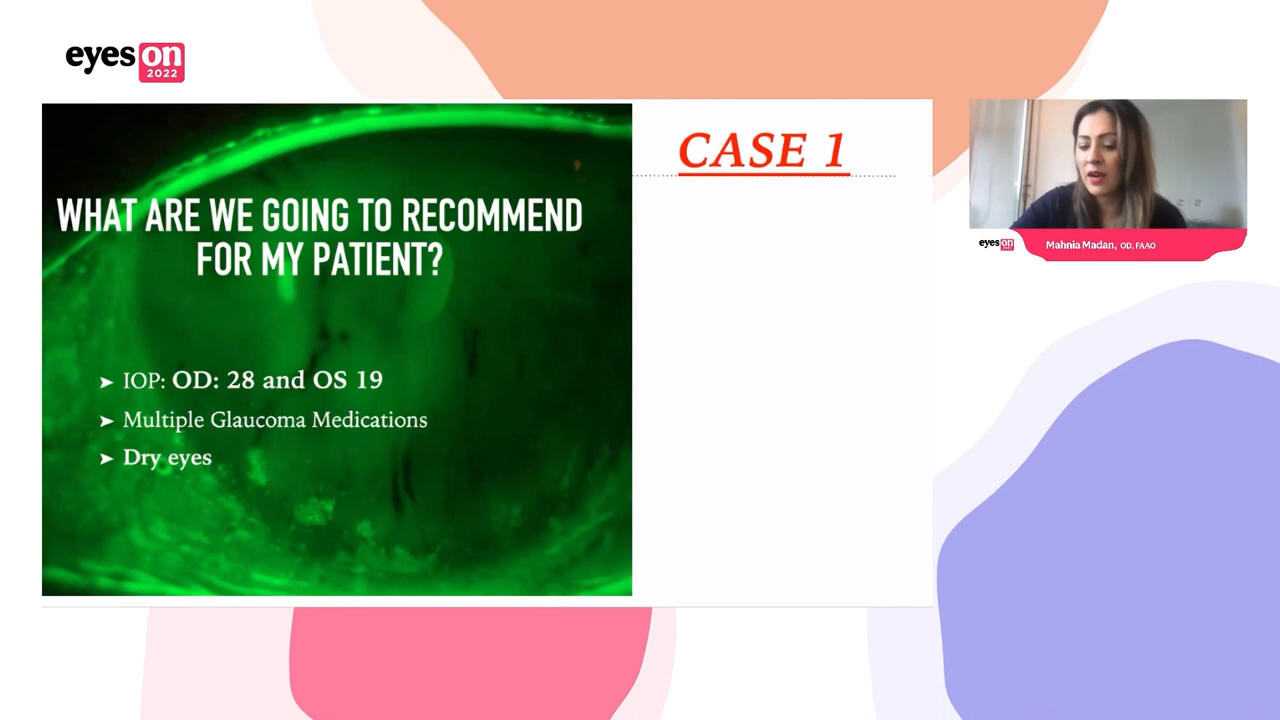 eyes on
2022
WHAT ARE WE GOING TO RECOMMEND
FOR MY PATIENT?
➤ IOP: OD: 28 and OS 19
➤ Multiple Glaucoma Medications
➤ Dry eyes
CASE 1
eyes on
2022
Mahnia Madan, OD, FAAO